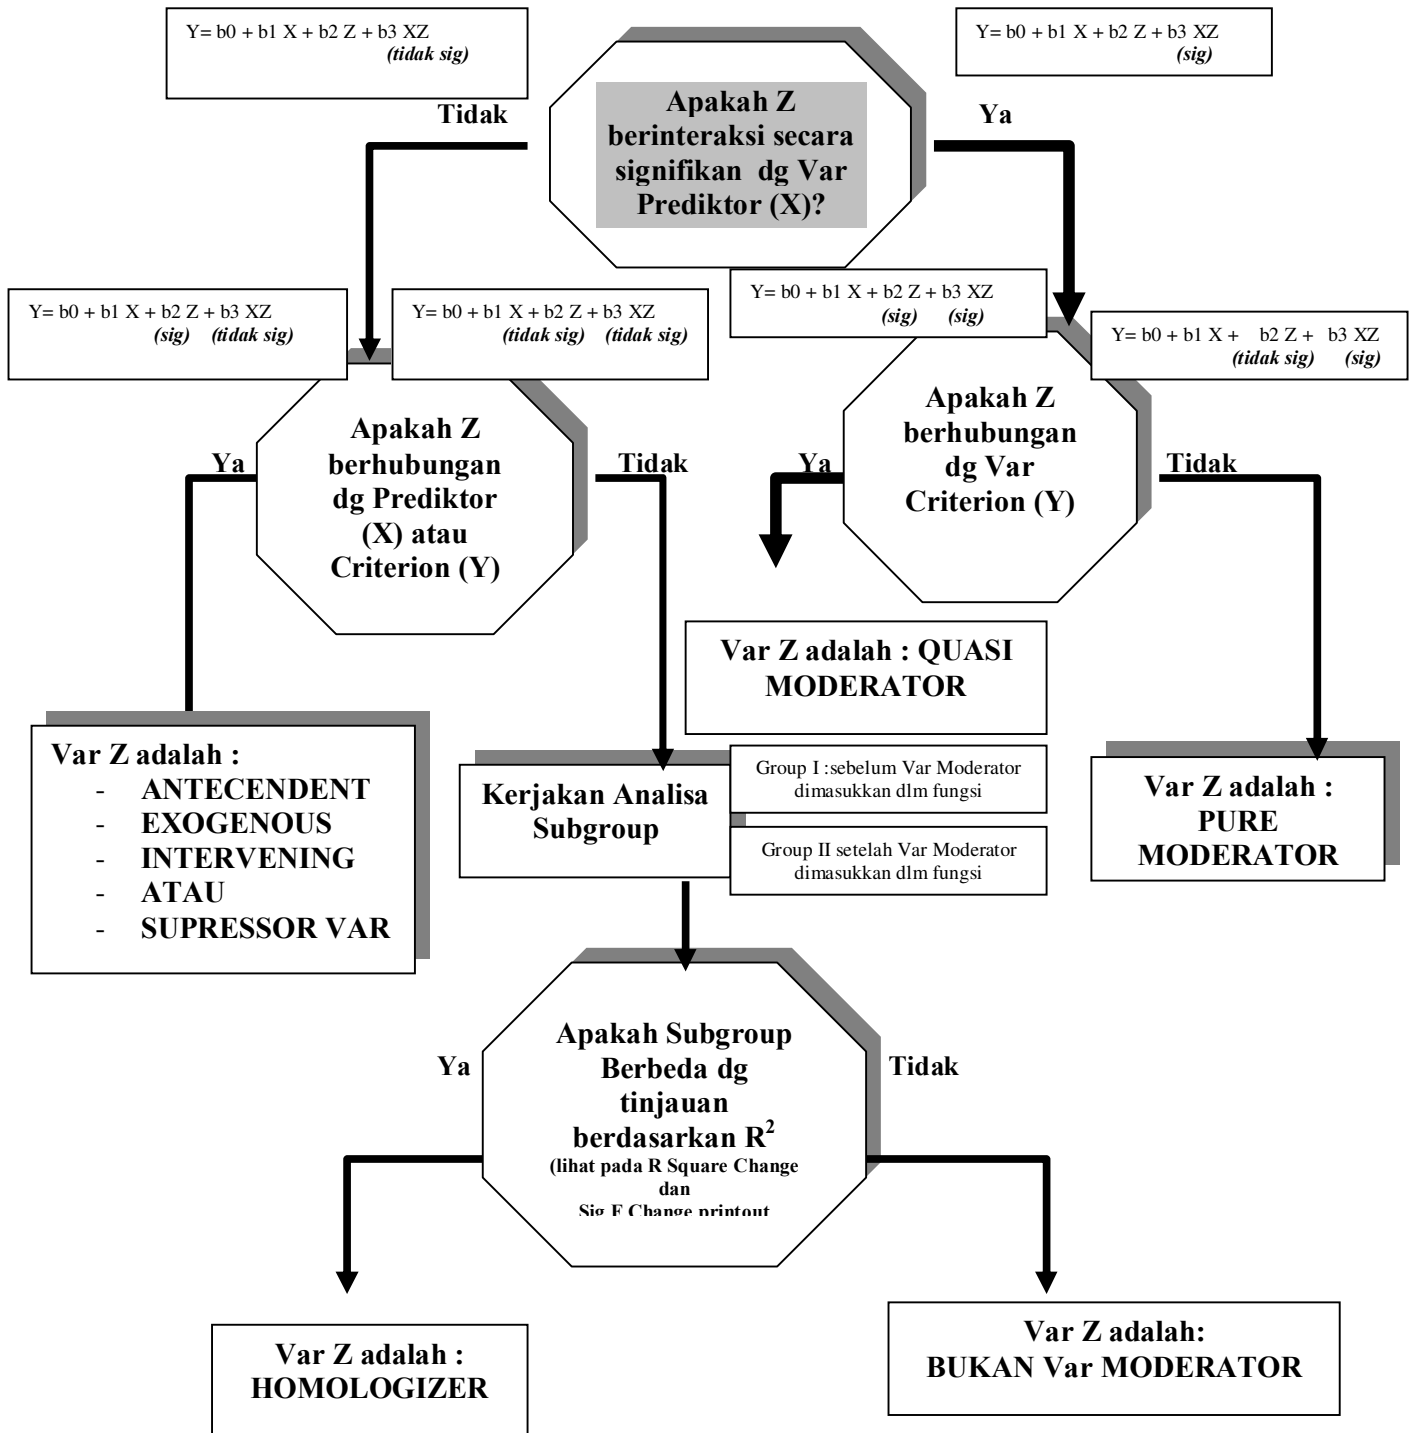 Y= b0 + b1 X + b2 Z + b3 XZ
(tidak sig)
Y= b0 + b1 X + b2 Z + b3 XZ
(sig)
Apakah Z
berinteraksi secara
signifikan dg Var
Prediktor (X)?
Tidak
Ya
Y= b0 + b1 X + b2 Z + b3 XZ
(sig) (tidak sig)
Y= b0 + b1 X + b2 Z + b3 XZ
(tidak sig) (tidak sig)
Y= b0 + b1 X + b2 Z + b3 XZ
(sig) (sig)
Y= b0 + b1 X + b2 Z + b3 XZ
(tidak sig) (sig)
Apakah Z
berhubungan
dg Prediktor
(X) atau
Criterion (Y)
Ya
Tidak
Apakah Z
berhubungan
dg Var
Criterion (Y)
Ya
Tidak
Var Z adalah : QUASI
MODERATOR
Var Z adalah :
- ANTECENDENT
- EXOGENOUS
- INTERVENING
- ATAU
- SUPRESSOR VAR
Kerjakan Analisa
Subgroup
Group I :sebelum Var Moderator
dimasukkan dlm fungsi
Group II setelah Var Moderator
dimasukkan dlm fungsi
Var Z adalah :
PURE
MODERATOR
Apakah Subgroup
Berbeda dg
tinjauan
berdasarkan R²
(lihat pada R Square Change
dan
Sig F Change printout
Ya
Tidak
Var Z adalah :
HOMOLOGIZER
Var Z adalah:
BUKAN Var MODERATOR